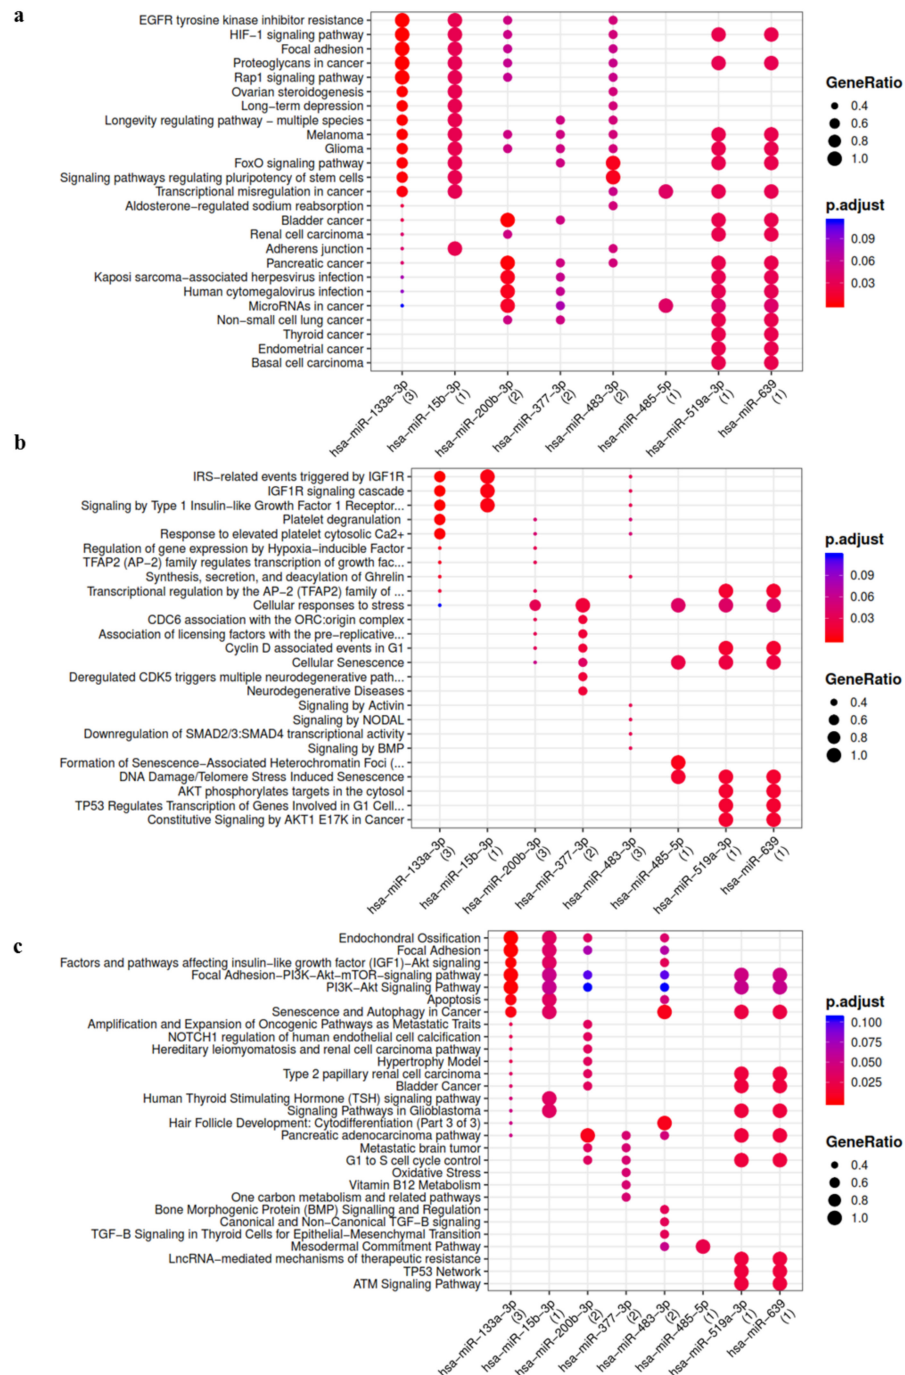 a
EGFR tyrosine kinase inhibitor resistance
HIF−1 signaling pathway
Focal adhesion
Proteoglycans in cancer
Rap1 signaling pathway
Ovarian steroidogenesis
Long−term depression
Longevity regulating pathway − multiple species
Melanoma
Glioma
FoxO signaling pathway
Signaling pathways regulating pluripotency of stem cells
Transcriptional misregulation in cancer
Aldosterone−regulated sodium reabsorption
Bladder cancer
Renal cell carcinoma
Adherens junction
Pancreatic cancer
Kaposi sarcoma−associated herpesvirus infection
Human cytomegalovirus infection
MicroRNAs in cancer
Non−small cell lung cancer
Thyroid cancer
Endometrial cancer
Basal cell carcinoma
hsa−miR−133a−3p
(3)
hsa−miR−15b−3p
(1)
hsa−miR−200b−3p
(2)
hsa−miR−377−3p
(2)
hsa−miR−483−3p
(2)
hsa−miR−485−5p
(1)
hsa−miR−519a−3p
(1)
hsa−miR−639
(1)
GeneRatio
0.4
0.6
0.8
1.0
p.adjust
0.09
0.06
0.03
b
IRS−related events triggered by IGF1R
IGF1R signaling cascade
Signaling by Type 1 Insulin−like Growth Factor 1 Receptor...
Platelet degranulation
Response to elevated platelet cytosolic Ca2+
Regulation of gene expression by Hypoxia−inducible Factor
TFAP2 (AP−2) family regulates transcription of growth fac...
Synthesis, secretion, and deacylation of Ghrelin
Transcriptional regulation by the AP−2 (TFAP2) family of ...
Cellular responses to stress
CDC6 association with the ORC:origin complex
Association of licensing factors with the pre−replicative...
Cyclin D associated events in G1
Cellular Senescence
Deregulated CDK5 triggers multiple neurodegenerative path...
Neurodegenerative Diseases
Signaling by Activin
Signaling by NODAL
Downregulation of SMAD2/3:SMAD4 transcriptional activity
Signaling by BMP
Formation of Senescence−Associated Heterochromatin Foci (...
DNA Damage/Telomere Stress Induced Senescence
AKT phosphorylates targets in the cytosol
TP53 Regulates Transcription of Genes Involved in G1 Cell...
Constitutive Signaling by AKT1 E17K in Cancer
hsa−miR−133a−3p
(3)
hsa−miR−15b−3p
(1)
hsa−miR−200b−3p
(3)
hsa−miR−377−3p
(2)
hsa−miR−483−3p
(3)
hsa−miR−485−5p
(1)
hsa−miR−519a−3p
(1)
hsa−miR−639
(1)
p.adjust
0.09
0.06
0.03
GeneRatio
0.4
0.6
0.8
1.0
c
Endochondral Ossification
Focal Adhesion
Factors and pathways affecting insulin−like growth factor (IGF1)−Akt signaling
Focal Adhesion−PI3K−Akt−mTOR−signaling pathway
PI3K−Akt Signaling Pathway
Apoptosis
Senescence and Autophagy in Cancer
Amplification and Expansion of Oncogenic Pathways as Metastatic Traits
NOTCH1 regulation of human endothelial cell calcification
Hereditary leiomyomatosis and renal cell carcinoma pathway
Hypertrophy Model
Type 2 papillary renal cell carcinoma
Bladder Cancer
Human Thyroid Stimulating Hormone (TSH) signaling pathway
Signaling Pathways in Glioblastoma
Hair Follicle Development: Cytodifferentiation (Part 3 of 3)
Pancreatic adenocarcinoma pathway
Metastatic brain tumor
G1 to S cell cycle control
Oxidative Stress
Vitamin B12 Metabolism
One carbon metabolism and related pathways
Bone Morphogenic Protein (BMP) Signalling and Regulation
Canonical and Non−Canonical TGF−B signaling
TGF−B Signaling in Thyroid Cells for Epithelial−Mesenchymal Transition
Mesodermal Commitment Pathway
LncRNA−mediated mechanisms of therapeutic resistance
TP53 Network
ATM Signaling Pathway
hsa−miR−133a−3p
(3)
hsa−miR−15b−3p
(1)
hsa−miR−200b−3p
(2)
hsa−miR−377−3p
(2)
hsa−miR−483−3p
(2)
hsa−miR−485−5p
(1)
hsa−miR−519a−3p
(1)
hsa−miR−639
(1)
p.adjust
0.100
0.075
0.050
0.025
GeneRatio
0.4
0.6
0.8
1.0